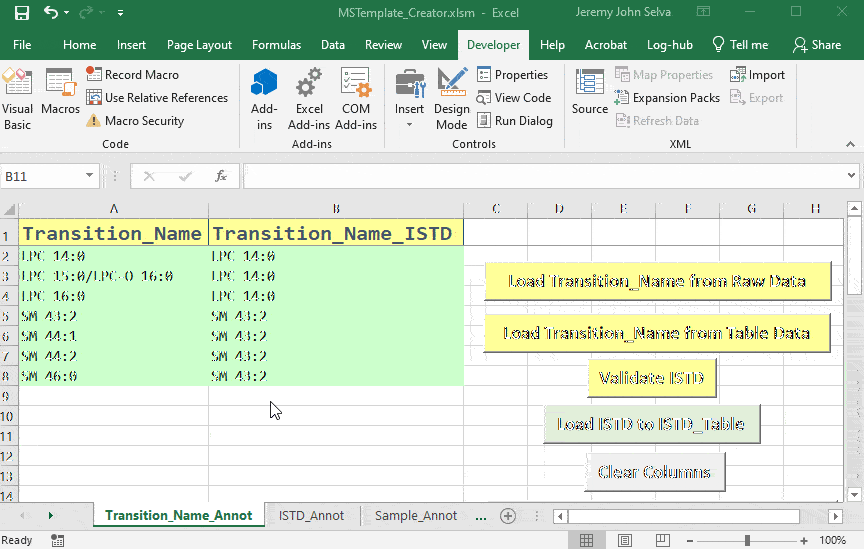 MSTemplate_Creator.xlsm - Excel
Jeremy John Selva
File Home Insert Page Layout Formulas Data Review View Developer Help Acrobat Log-hub Tell me Share
Visual Basic
Macros
Record Macro
Use Relative References
Macro Security
Code
Add-ins
Excel Add-ins
COM Add-ins
Add-ins
Insert
Design Mode
Properties
View Code
Run Dialog
Controls
Source
Map Properties
Expansion Packs
Refresh Data
Import
Export
XML
B11 fx
A B C D E F G H
1 Transition_Name Transition_Name_ISTD
2 LPC 14:0 LPC 14:0
3 LPC 15:0/LPC-O 16:0 LPC 14:0
4 LPC 16:0 LPC 14:0
5 SM 43:2 SM 43:2
6 SM 44:1 SM 43:2
7 SM 44:2 SM 43:2
8 SM 46:0 SM 43:2
9
10
11
12
13
14
Load Transition_Name from Raw Data
Load Transition_Name from Table Data
Validate ISTD
Load ISTD to ISTD_Table
Clear Columns
Transition_Name_Annot ISTD_Annot Sample_Annot ...
Ready 100%